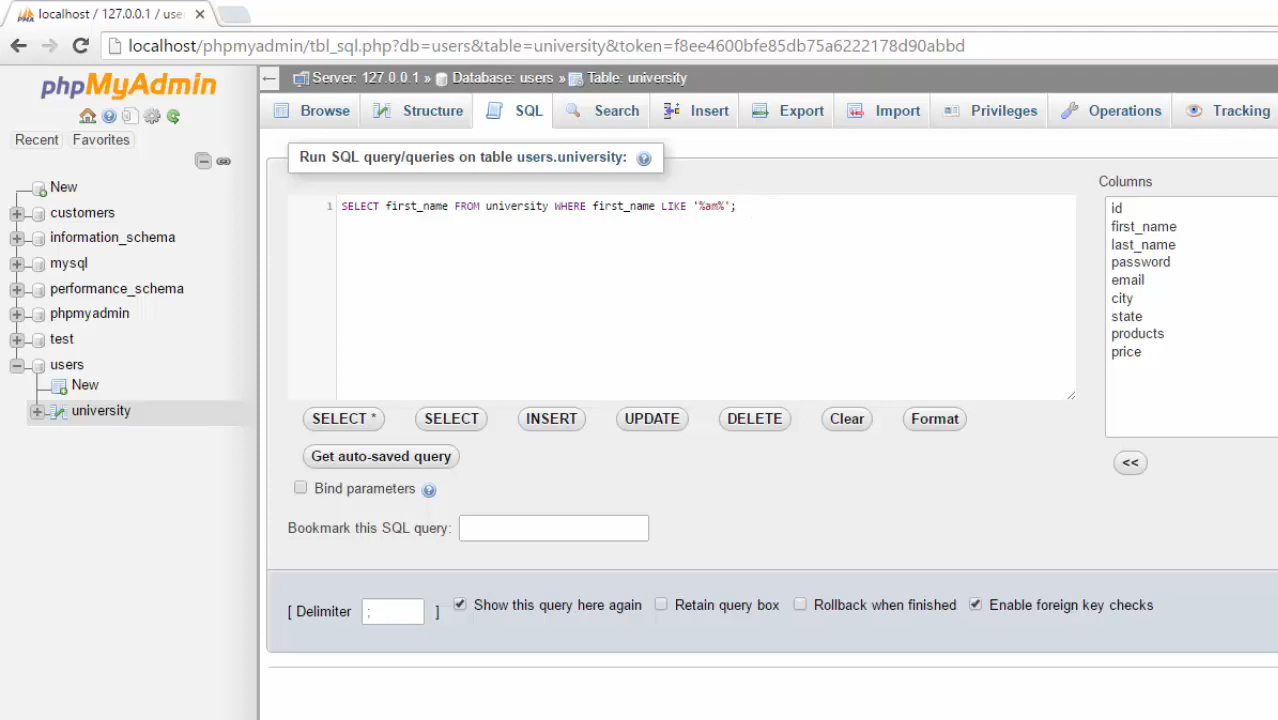 localhost / 127.0.0.1 / use
localhost/phpmyadmin/tbl_sql.php?db=users&table=university&token=f8ee4600bfe85db75a6222178d90abbd
phpMyAdmin
Recent Favorites
New
customers
information_schema
mysql
performance_schema
phpmyadmin
test
users
New
university
Server: 127.0.0.1 » Database: users » Table: university
Browse Structure SQL Search Insert Export Import Privileges Operations Tracking
Run SQL query/queries on table users.university:
1 SELECT first_name FROM university WHERE first_name LIKE '%am%';
Columns
id
first_name
last_name
password
email
city
state
products
price
<<
SELECT * SELECT INSERT UPDATE DELETE Clear Format
Get auto-saved query
Bind parameters
Bookmark this SQL query:
[ Delimiter ; ] Show this query here again Retain query box Rollback when finished Enable foreign key checks